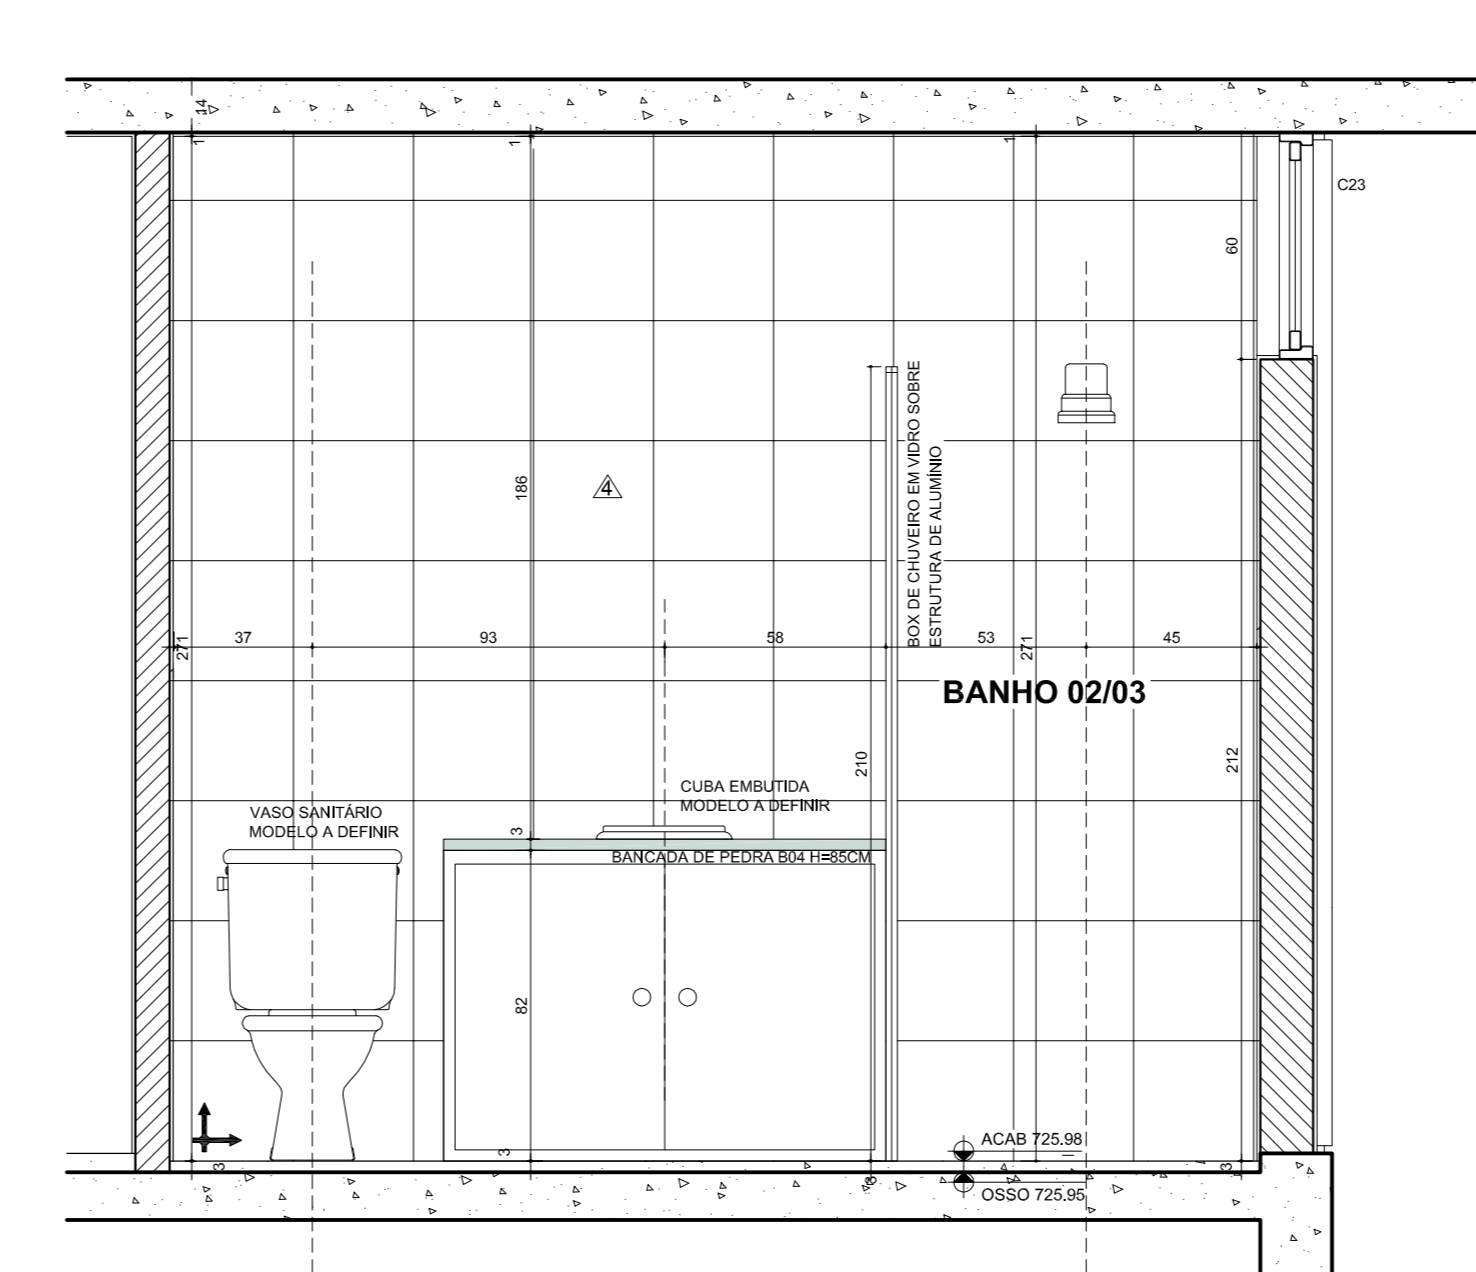 14
1
1
1
C23
60
BOX DE CHUVEIRO EM VIDRO SOBRE
ESTRUTURA DE ALUMÍNIO
186
4
271
37
93
58
53
271
45
BANHO 02/03
210
212
CUBA EMBUTIDA
MODELO A DEFINIR
VASO SANITÁRIO
MODELO A DEFINIR
3
BANCADA DE PEDRA B04 H=85CM
82
3
ACAB 725.98
3
3
OSSO 725.95